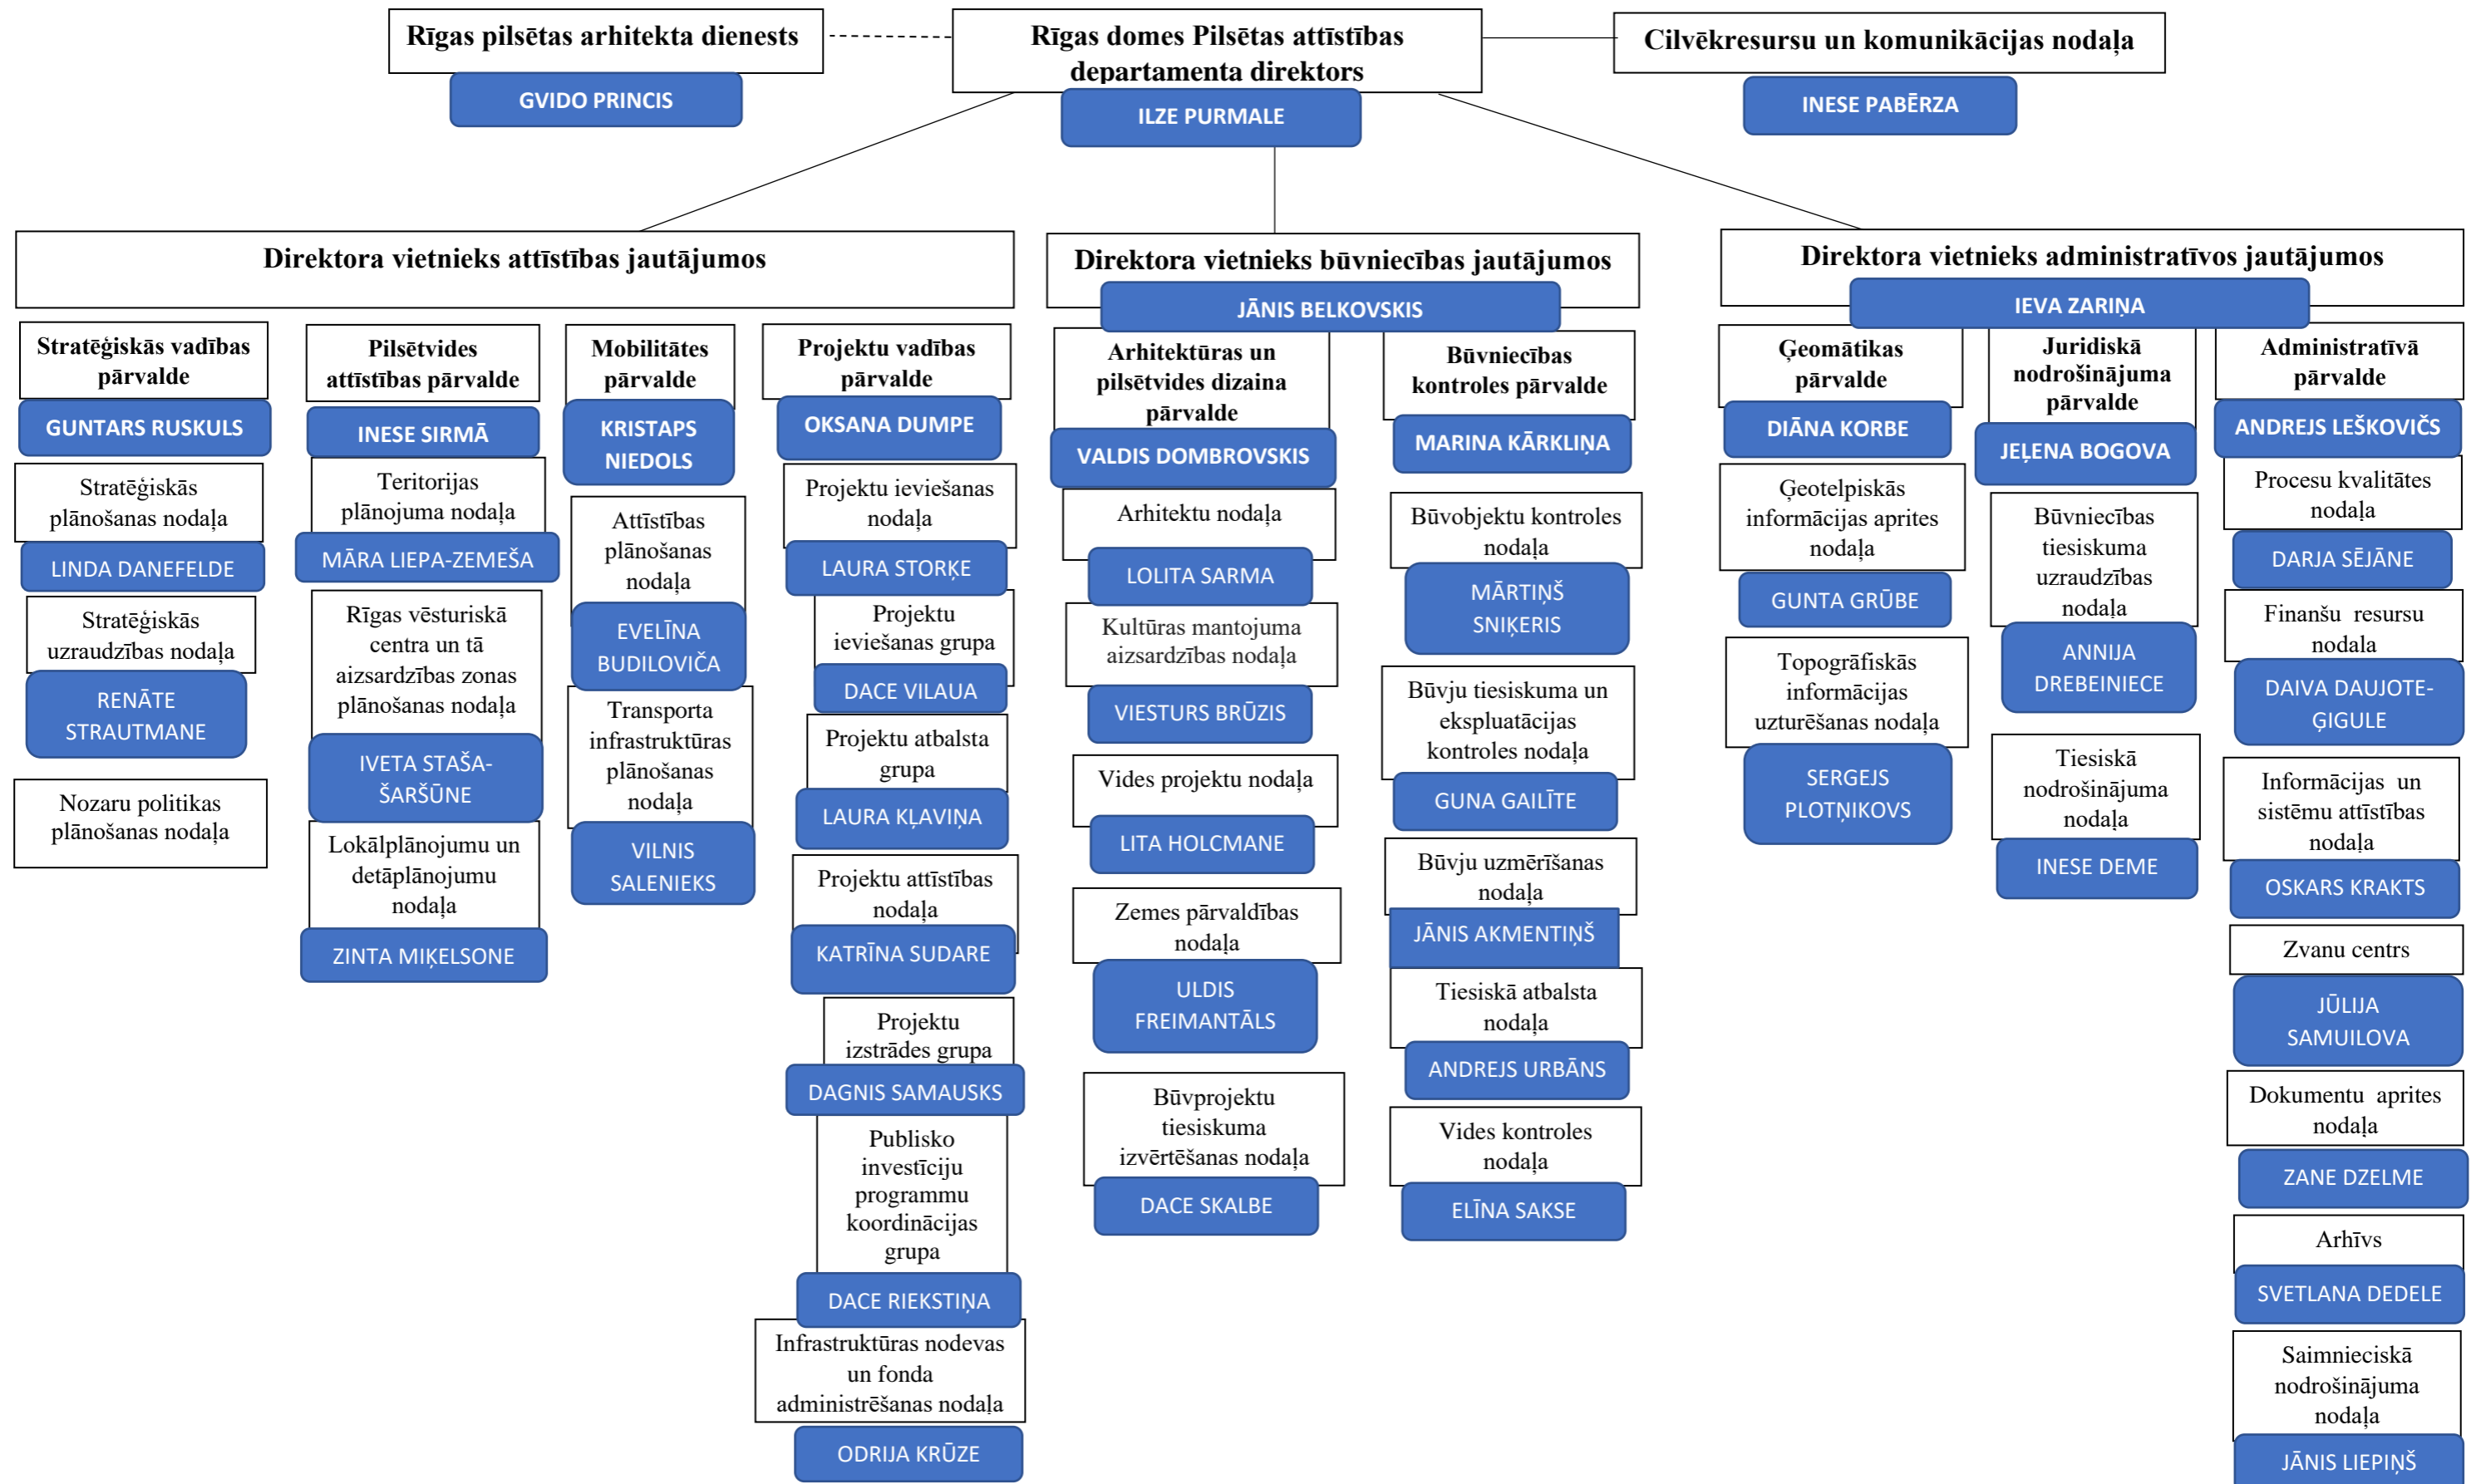 Rīgas pilsētas arhitekta dienests
GVIDO PRINCIS
Rīgas domes Pilsētas attīstības
departamenta direktors
ILZE PURMALE
Cilvēkresursu un komunikācijas nodaļa
INESE PABĒRZA
Direktora vietnieks attīstības jautājumos
Stratēģiskās vadības
pārvalde
GUNTARS RUSKULS
Stratēģiskās
plānošanas nodaļa
LINDA DANEFELDE
Stratēģiskās
uzraudzības nodaļa
RENĀTE
STRAUTMANE
Nozaru politikas
plānošanas nodaļa
Pilsētvides
attīstības pārvalde
INESE SIRMĀ
Teritorijas
plānojuma nodaļa
MĀRA LIEPA-ZEMEŠA
Rīgas vēsturiskā
centra un tā
aizsardzības zonas
plānošanas nodaļa
IVETA STAŠA-
ŠARŠŪNE
Lokālplānojumu un
detāplānojumu
nodaļa
ZINTA MIĶELSONE
Mobilitātes
pārvalde
KRISTAPS
NIEDOLS
Attīstības
plānošanas
nodaļa
EVELĪNA
BUDILOVIČA
Transporta
infrastruktūras
plānošanas
nodaļa
VILNIS
SALENIEKS
Projektu vadības
pārvalde
OKSANA DUMPE
Projektu ieviešanas
nodaļa
LAURA STORĶE
Projektu
ieviešanas grupa
DACE VILAUA
Projektu atbalsta
grupa
LAURA KĻAVIŅA
Projektu attīstības
nodaļa
KATRĪNA SUDARE
Projektu
izstrādes grupa
DAGNIS SAMAUSKS
Publisko
investīciju
programmu
koordinācijas
grupa
DACE RIEKSTIŅA
Infrastruktūras nodevas
un fonda
administrēšanas nodaļa
ODRIJA KRŪZE
Direktora vietnieks būvniecības jautājumos
JĀNIS BELKOVSKIS
Arhitektūras un
pilsētvides dizaina
pārvalde
VALDIS DOMBROVSKIS
Arhitektu nodaļa
LOLITA SARMA
Kultūras mantojuma
aizsardzības nodaļa
VIESTURS BRŪZIS
Vides projektu nodaļa
LITA HOLCMANE
Zemes pārvaldības
nodaļa
ULDIS
FREIMANTĀLS
Būvprojektu
tiesiskuma
izvērtēšanas nodaļa
DACE SKALBE
Būvniecības
kontroles pārvalde
MARINA KĀRKLIŅA
Būvobjektu kontroles
nodaļa
MĀRTIŅŠ
SNIĶERIS
Būvju tiesiskuma un
ekspluatācijas
kontroles nodaļa
GUNA GAILĪTE
Būvju uzmērīšanas
nodaļa
JĀNIS AKMENTIŅŠ
Tiesiskā atbalsta
nodaļa
ANDREJS URBĀNS
Vides kontroles
nodaļa
ELĪNA SAKSE
Direktora vietnieks administratīvos jautājumos
IEVA ZARIŅA
Ģeomātikas
pārvalde
DIĀNA KORBE
Ģeotelpiskās
informācijas aprites
nodaļa
GUNTA GRŪBE
Topogrāfiskās
informācijas
uzturēšanas nodaļa
SERGEJS
PLOTŅIKOVS
Juridiskā
nodrošinājuma
pārvalde
JEĻENA BOGOVA
Būvniecības
tiesiskuma
uzraudzības
nodaļa
ANNIJA
DREBEINIECE
Tiesiskā
nodrošinājuma
nodaļa
INESE DEME
Administratīvā
pārvalde
ANDREJS LEŠKOVIČS
Procesu kvalitātes
nodaļa
DARJA SĒJĀNE
Finanšu resursu
nodaļa
DAIVA DAUJOTE-
ĢIGULE
Informācijas un
sistēmu attīstības
nodaļa
OSKARS KRAKTS
Zvanu centrs
JŪLIJA
SAMUILOVA
Dokumentu aprites
nodaļa
ZANE DZELME
Arhīvs
SVETLANA DEDELE
Saimnieciskā
nodrošinājuma
nodaļa
JĀNIS LIEPIŅŠ